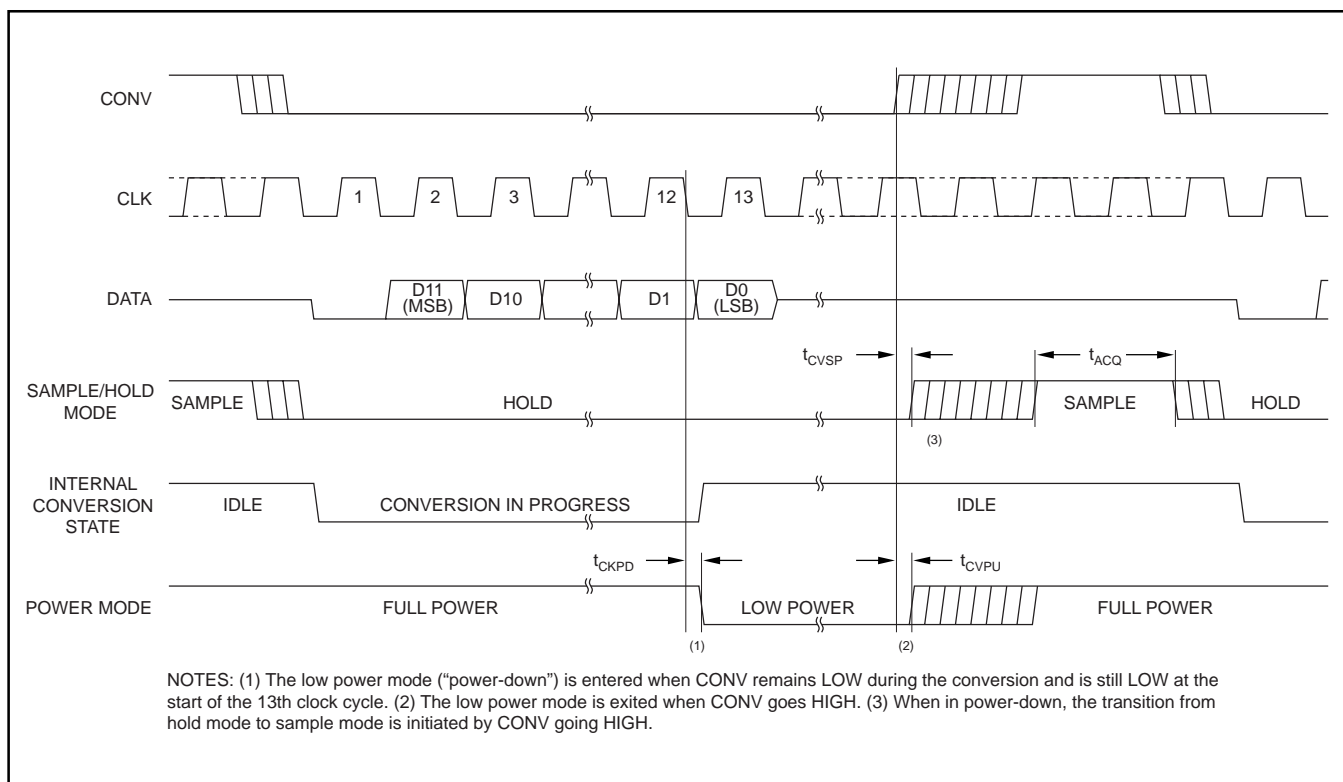 CONV
CLK
1
2
3
12
13
DATA
D11
(MSB)
D10
D1
D0
(LSB)
tCVSP
tACQ
SAMPLE/HOLD
MODE
SAMPLE
HOLD
SAMPLE
HOLD
(3)
INTERNAL
CONVERSION
STATE
IDLE
CONVERSION IN PROGRESS
IDLE
tCKPD
tCVPU
POWER MODE
FULL POWER
LOW POWER
FULL POWER
(1)
(2)
NOTES: (1) The low power mode (“power-down”) is entered when CONV remains LOW during the conversion and is still LOW at the
start of the 13th clock cycle. (2) The low power mode is exited when CONV goes HIGH. (3) When in power-down, the transition from
hold mode to sample mode is initiated by CONV going HIGH.